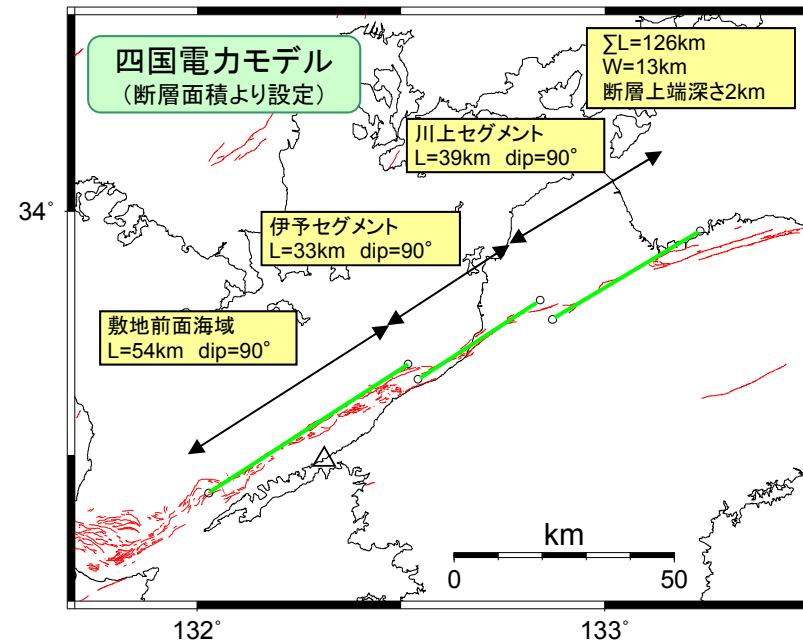 四国電力モデル
（断層面積より設定）
∑L=126km
W=13km
断層上端深さ2km
川上セグメント
L=39km dip=90°
伊予セグメント
L=33km dip=90°
敷地前面海域
L=54km dip=90°
34°
km
0 50
132° 133°